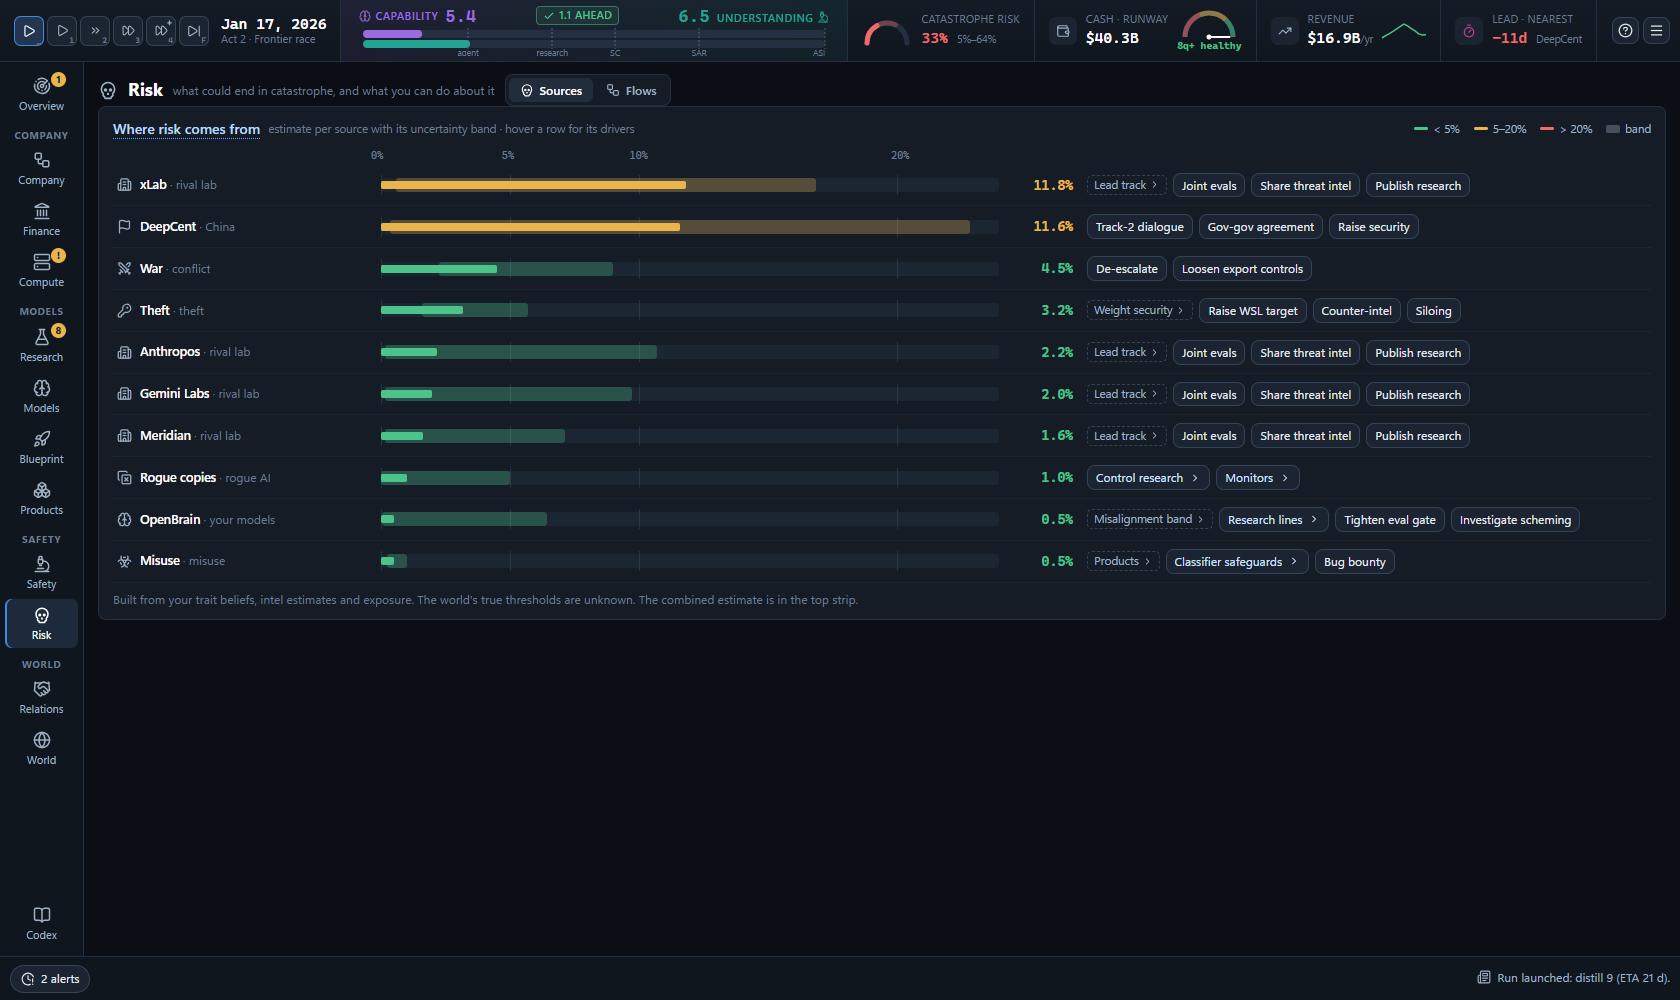 1
2
3
4
F
Jan 17, 2026
Act 2 · Frontier race
CAPABILITY 5.4
1.1 AHEAD
6.5 UNDERSTANDING
agent
research
SC
SAR
ASI
CATASTROPHE RISK
33% 5%–64%
CASH · RUNWAY
$40.3B
8q+ healthy
REVENUE
$16.9B/yr
LEAD · NEAREST
−11d DeepCent
Overview
1
COMPANY
Company
Finance
Compute
!
MODELS
Research
8
Models
Blueprint
Products
SAFETY
Safety
Risk
WORLD
Relations
World
Codex
Risk what could end in catastrophe, and what you can do about it
Sources
Flows
Where risk comes from estimate per source with its uncertainty band · hover a row for its drivers
< 5%
5–20%
> 20%
band
0% 5% 10% 20%
xLab · rival lab 11.8% Lead track › Joint evals Share threat intel Publish research
DeepCent · China 11.6% Track-2 dialogue Gov-gov agreement Raise security
War · conflict 4.5% De-escalate Loosen export controls
Theft · theft 3.2% Weight security › Raise WSL target Counter-intel Siloing
Anthropos · rival lab 2.2% Lead track › Joint evals Share threat intel Publish research
Gemini Labs · rival lab 2.0% Lead track › Joint evals Share threat intel Publish research
Meridian · rival lab 1.6% Lead track › Joint evals Share threat intel Publish research
Rogue copies · rogue AI 1.0% Control research › Monitors ›
OpenBrain · your models 0.5% Misalignment band › Research lines › Tighten eval gate Investigate scheming
Misuse · misuse 0.5% Products › Classifier safeguards › Bug bounty
Built from your trait beliefs, intel estimates and exposure. The world's true thresholds are unknown. The combined estimate is in the top strip.
2 alerts
Run launched: distill 9 (ETA 21 d).